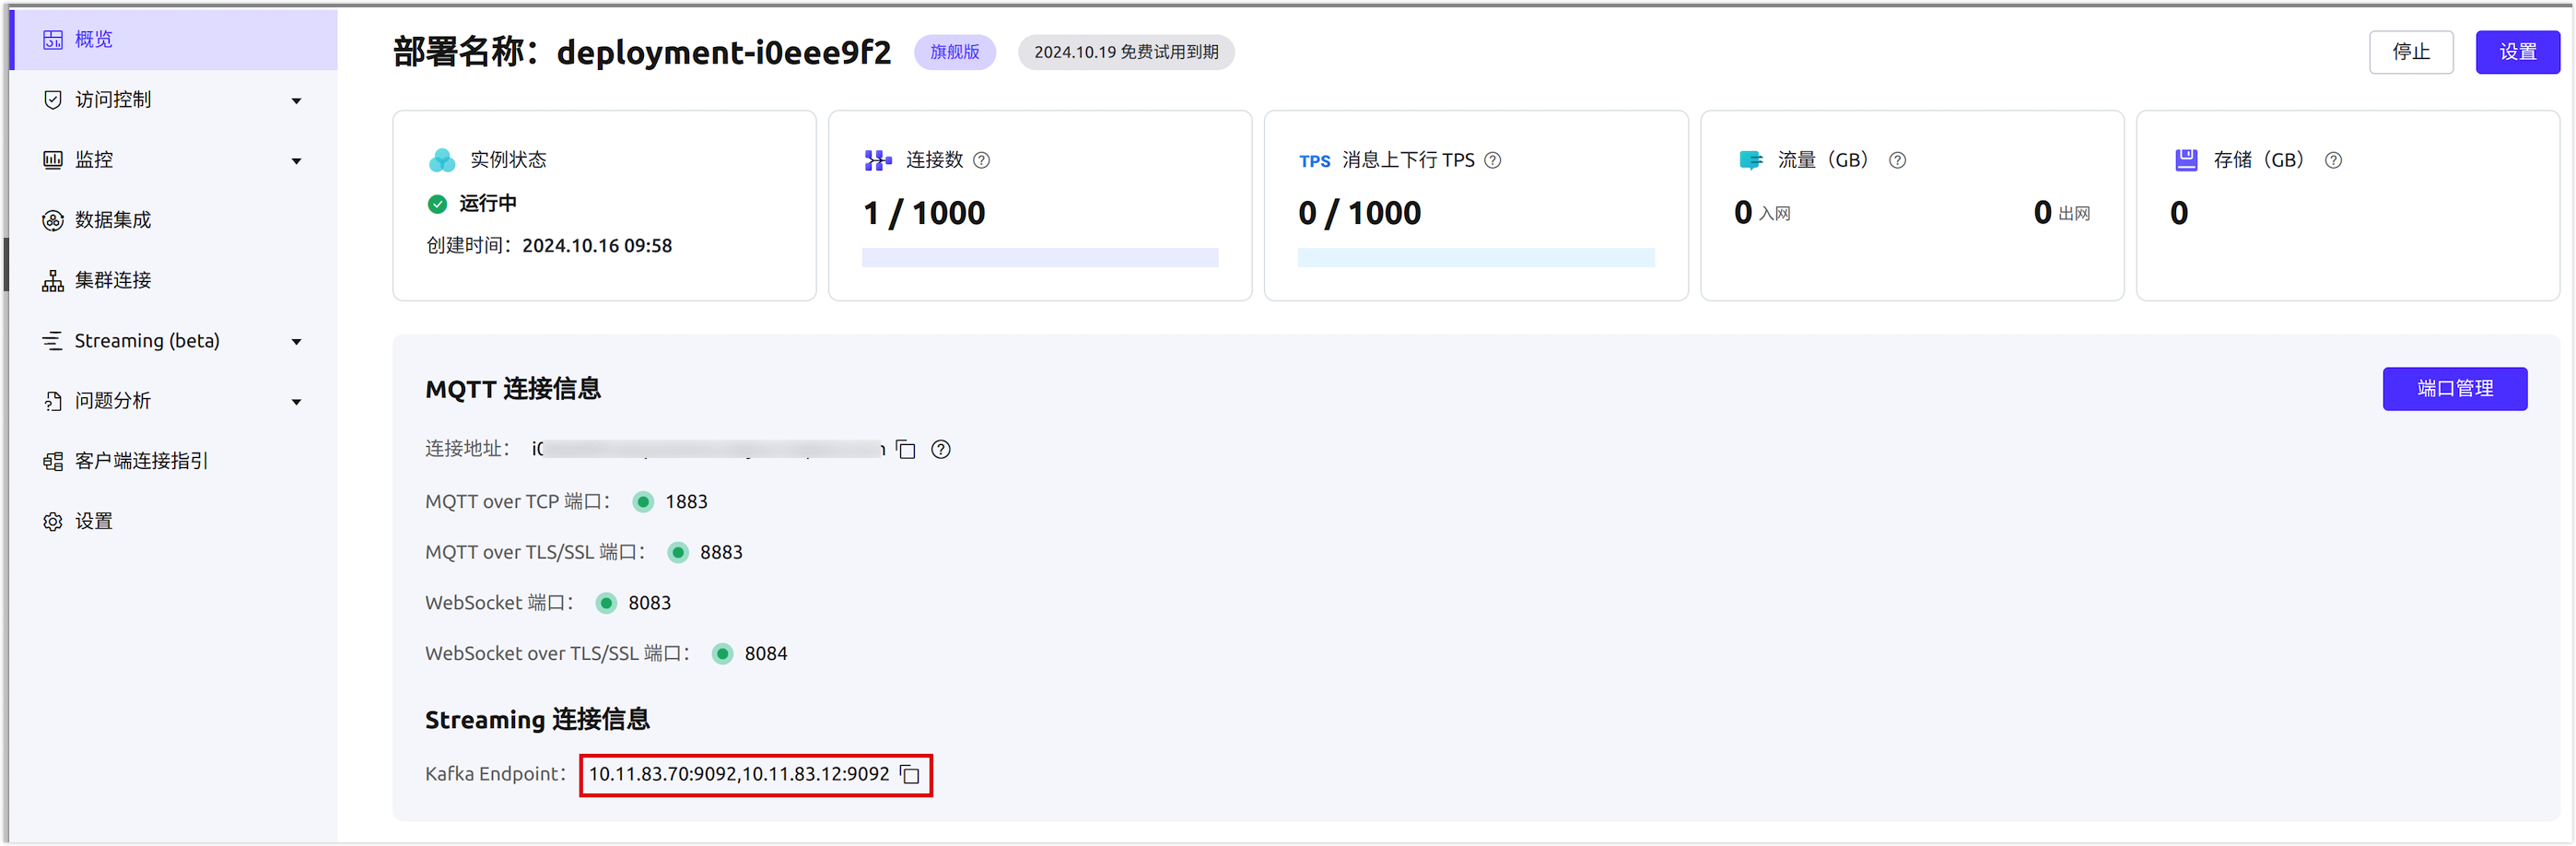 概览
访问控制
监控
数据集成
集群连接
Streaming (beta)
问题分析
客户端连接指引
设置
部署名称：deployment-i0eee9f2
旗舰版
2024.10.19 免费试用到期
停止
设置
实例状态
运行中
创建时间：2024.10.16 09:58
连接数
1 / 1000
TPS 消息上下行 TPS
0 / 1000
流量（GB）
0 入网
0 出网
存储（GB）
0
MQTT 连接信息
端口管理
连接地址：
MQTT over TCP 端口： 1883
MQTT over TLS/SSL 端口： 8883
WebSocket 端口： 8083
WebSocket over TLS/SSL 端口： 8084
Streaming 连接信息
Kafka Endpoint： 10.11.83.70:9092,10.11.83.12:9092